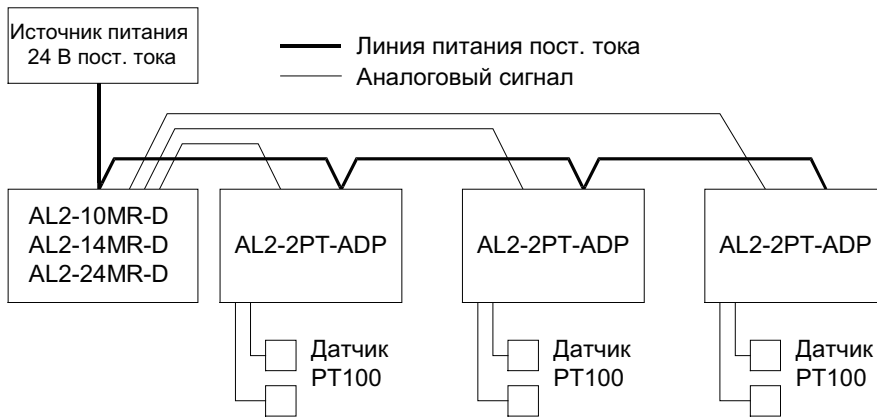 Источник питания
24 В пост. тока
Линия питания пост. тока
Аналоговый сигнал
AL2-10MR-D
AL2-14MR-D
AL2-24MR-D
AL2-2PT-ADP
AL2-2PT-ADP
AL2-2PT-ADP
Датчик
PT100
Датчик
PT100
Датчик
PT100